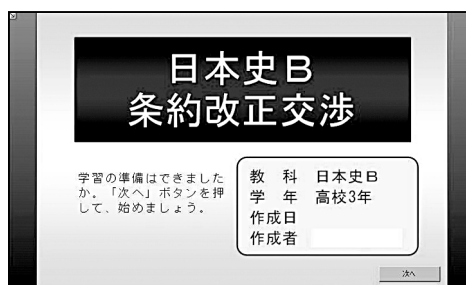 日本史B
条約改正交渉
学習の準備はできました
か。「次へ」ボタンを押
して、始めましょう。
教　科　日本史B
学　年　高校3年
作成日
作成者
次へ